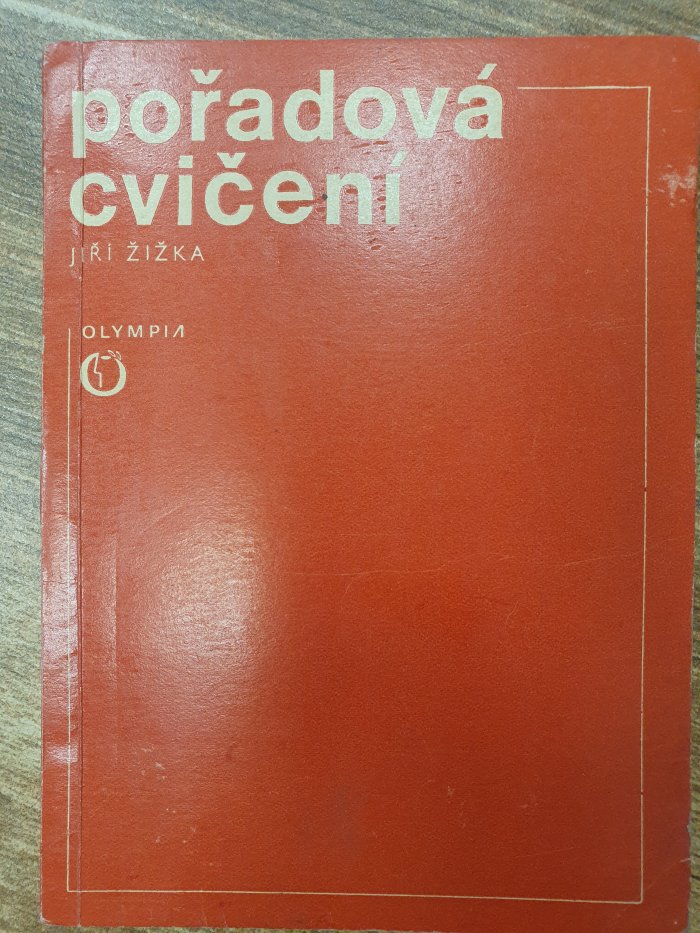 pořadová
cvičení
JIŘÍ ŽIŽKA
OLYMPIA